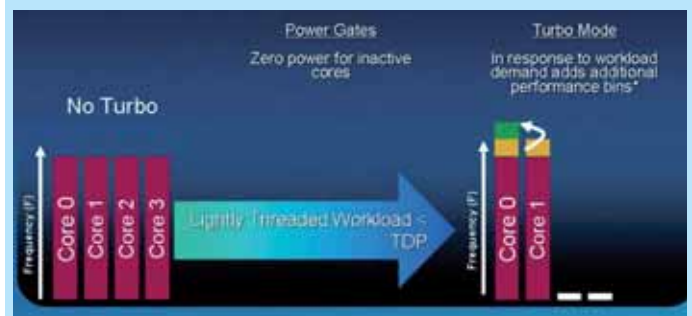 Power Gates
Zero power for inactive
cores
Turbo Mode
In response to workload
demand adds additional
performance bins*
No Turbo
Frequency (F)
Core 0
Core 1
Core 2
Core 3
Lightly Threaded Workload <
TDP
Frequency (F)
Core 0
Core 1